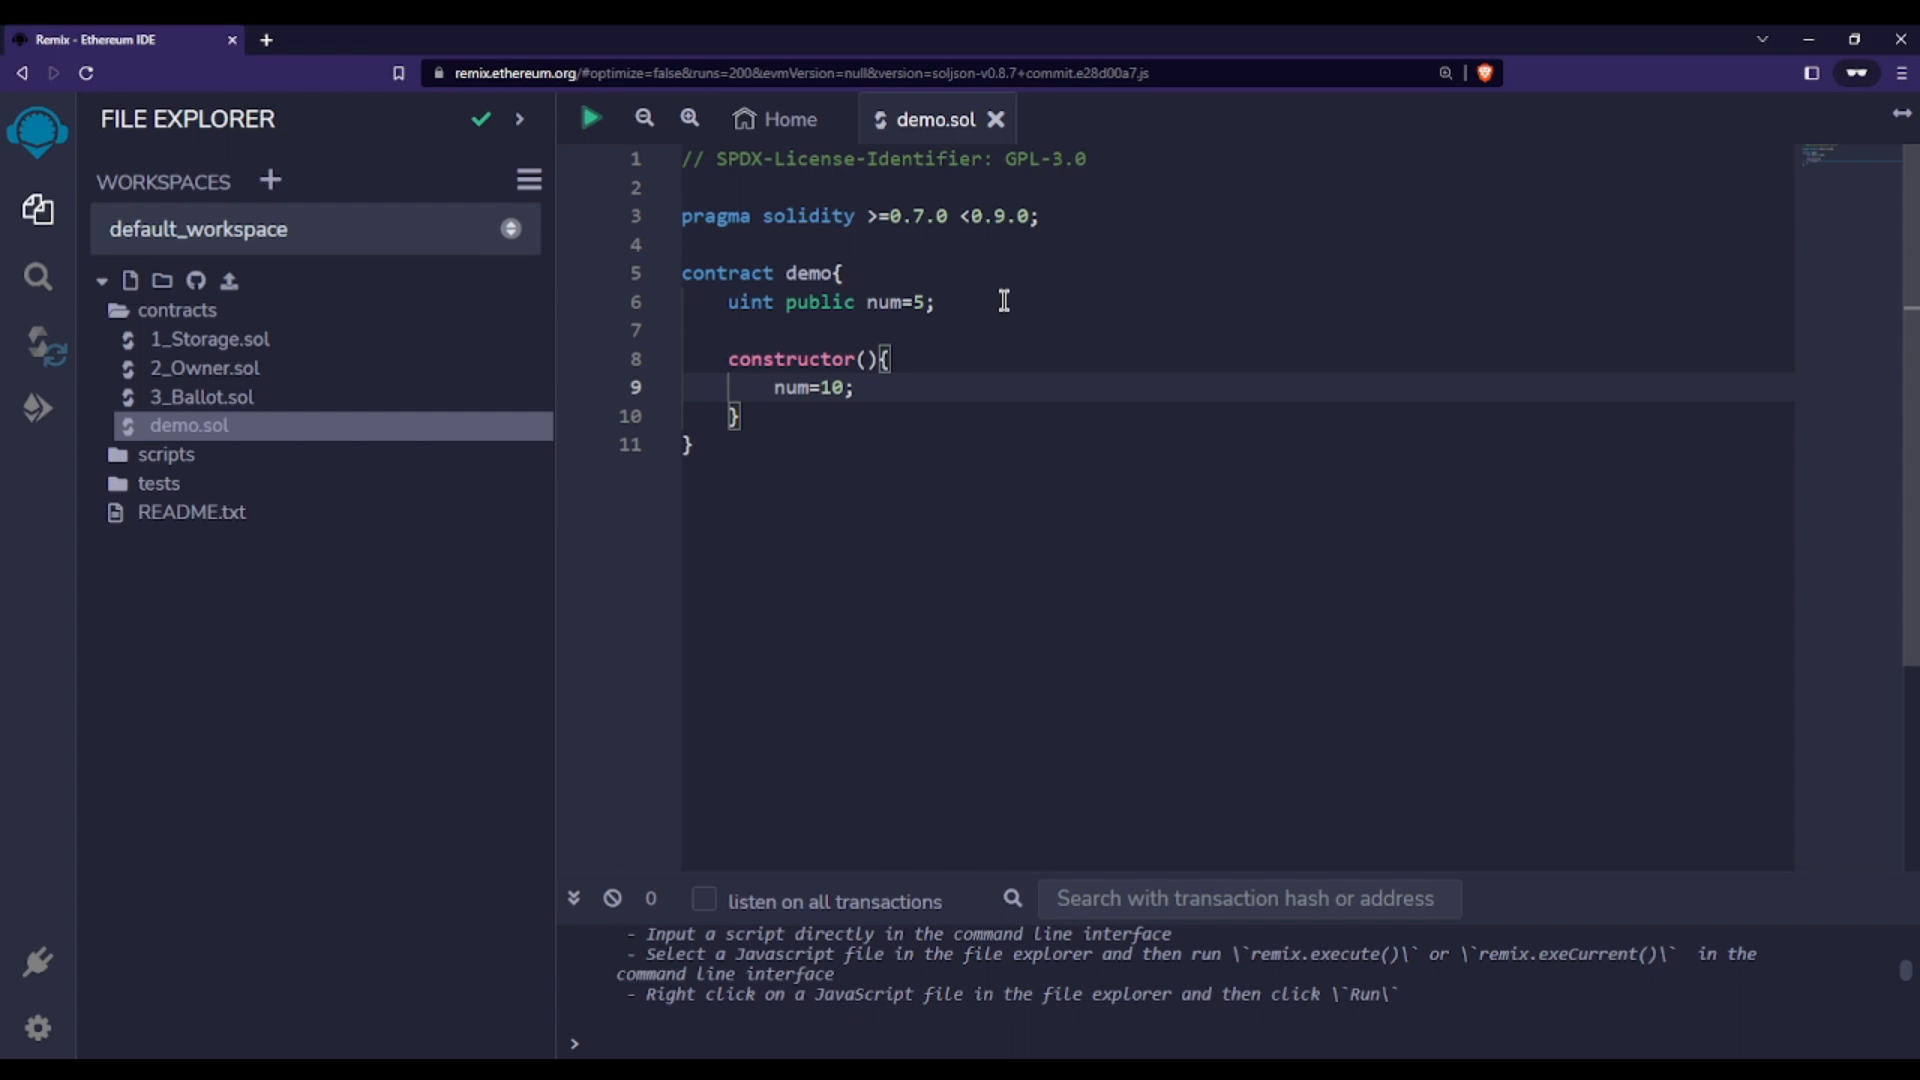 Remix - Ethereum IDE
remix.ethereum.org/#optimize=false&runs=200&evmVersion=null&version=soljson-v0.8.7+commit.e28d00a7.js
FILE EXPLORER
WORKSPACES
default_workspace
contracts
1_Storage.sol
2_Owner.sol
3_Ballot.sol
demo.sol
scripts
tests
README.txt
Home
demo.sol
1 // SPDX-License-Identifier: GPL-3.0
2
3 pragma solidity >=0.7.0 <0.9.0;
4
5 contract demo{
6     uint public num=5;
7
8     constructor(){
9         num=10;
10     }
11 }
0
listen on all transactions
Search with transaction hash or address
- Input a script directly in the command line interface
- Select a Javascript file in the file explorer and then run \`remix.execute()\` or \`remix.exeCurrent()\` in the
command line interface
- Right click on a JavaScript file in the file explorer and then click \`Run\`
>